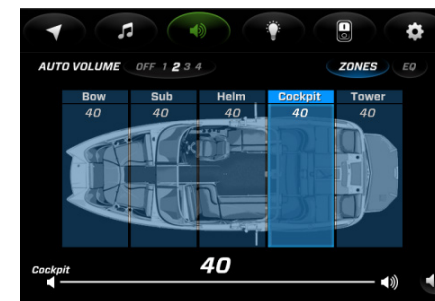 AUTO VOLUME OFF 1 2 3 4 ZONES EQ
Bow Sub Helm Cockpit Tower
40 40 40 40 40
Cockpit 40